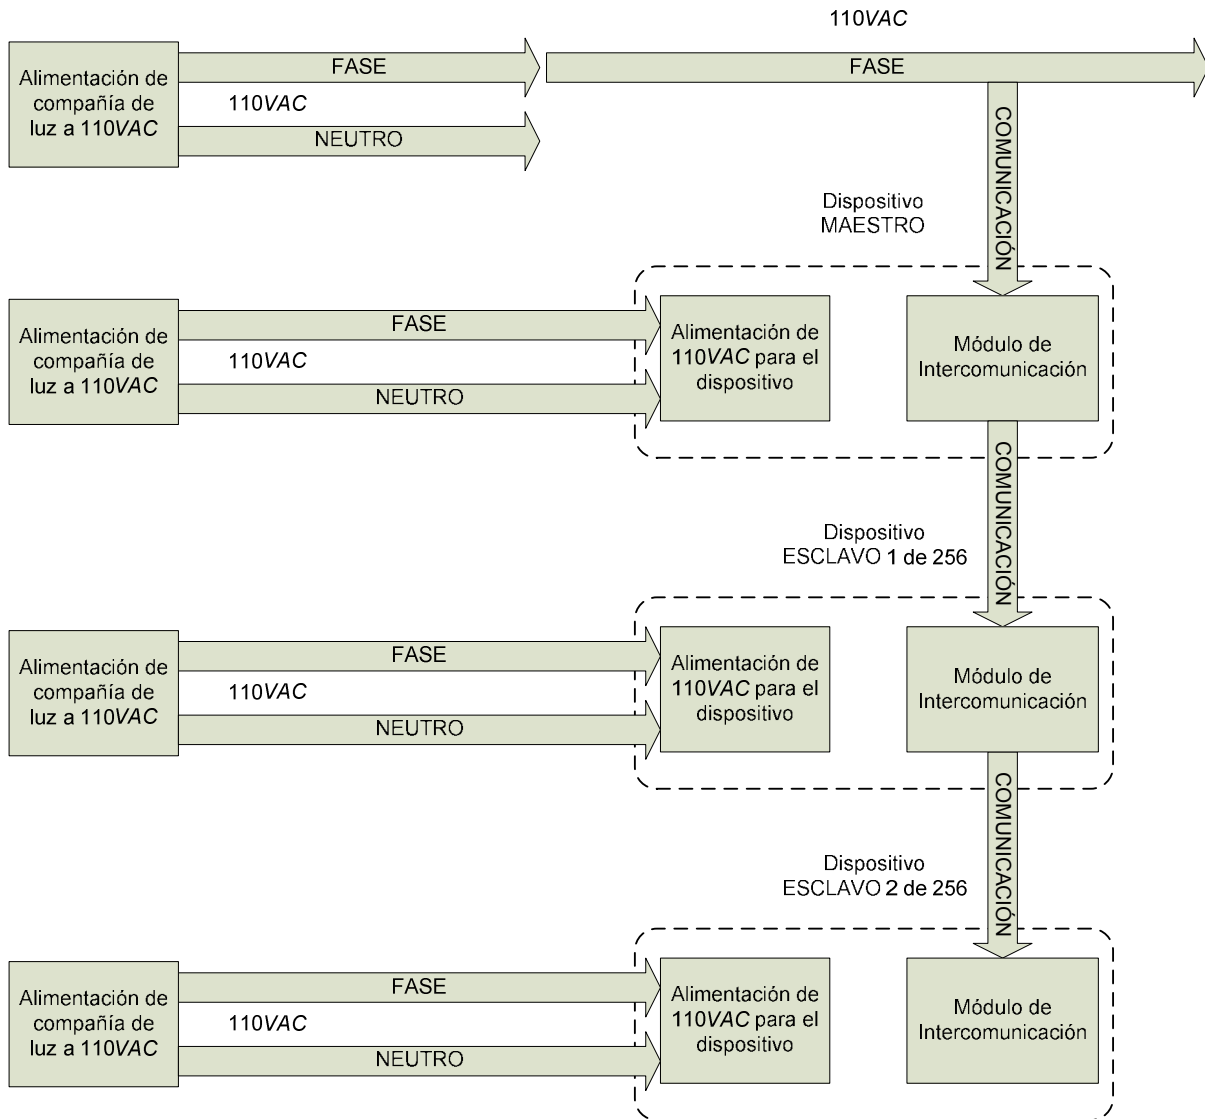 110VAC
Alimentación de
compañía de
luz a 110VAC
FASE
110VAC
NEUTRO
FASE
COMUNICACIÓN
Dispositivo
MAESTRO
Alimentación de
compañía de
luz a 110VAC
FASE
110VAC
NEUTRO
Alimentación de
110VAC para el
dispositivo
Módulo de
Intercomunicación
COMUNICACIÓN
Dispositivo
ESCLAVO 1 de 256
Alimentación de
compañía de
luz a 110VAC
FASE
110VAC
NEUTRO
Alimentación de
110VAC para el
dispositivo
Módulo de
Intercomunicación
COMUNICACIÓN
Dispositivo
ESCLAVO 2 de 256
Alimentación de
compañía de
luz a 110VAC
FASE
110VAC
NEUTRO
Alimentación de
110VAC para el
dispositivo
Módulo de
Intercomunicación